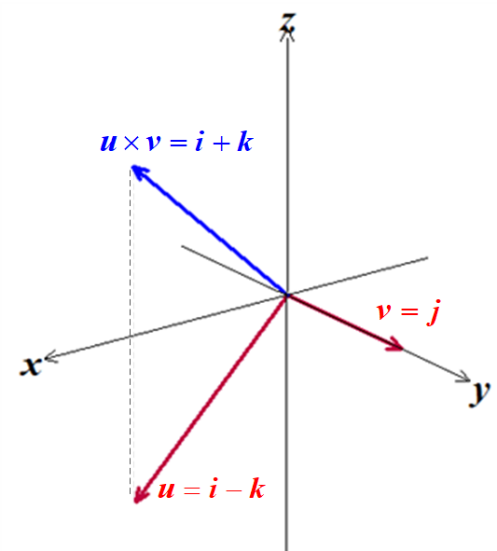 z
u × v = i + k
v = j
x
y
u = i − k